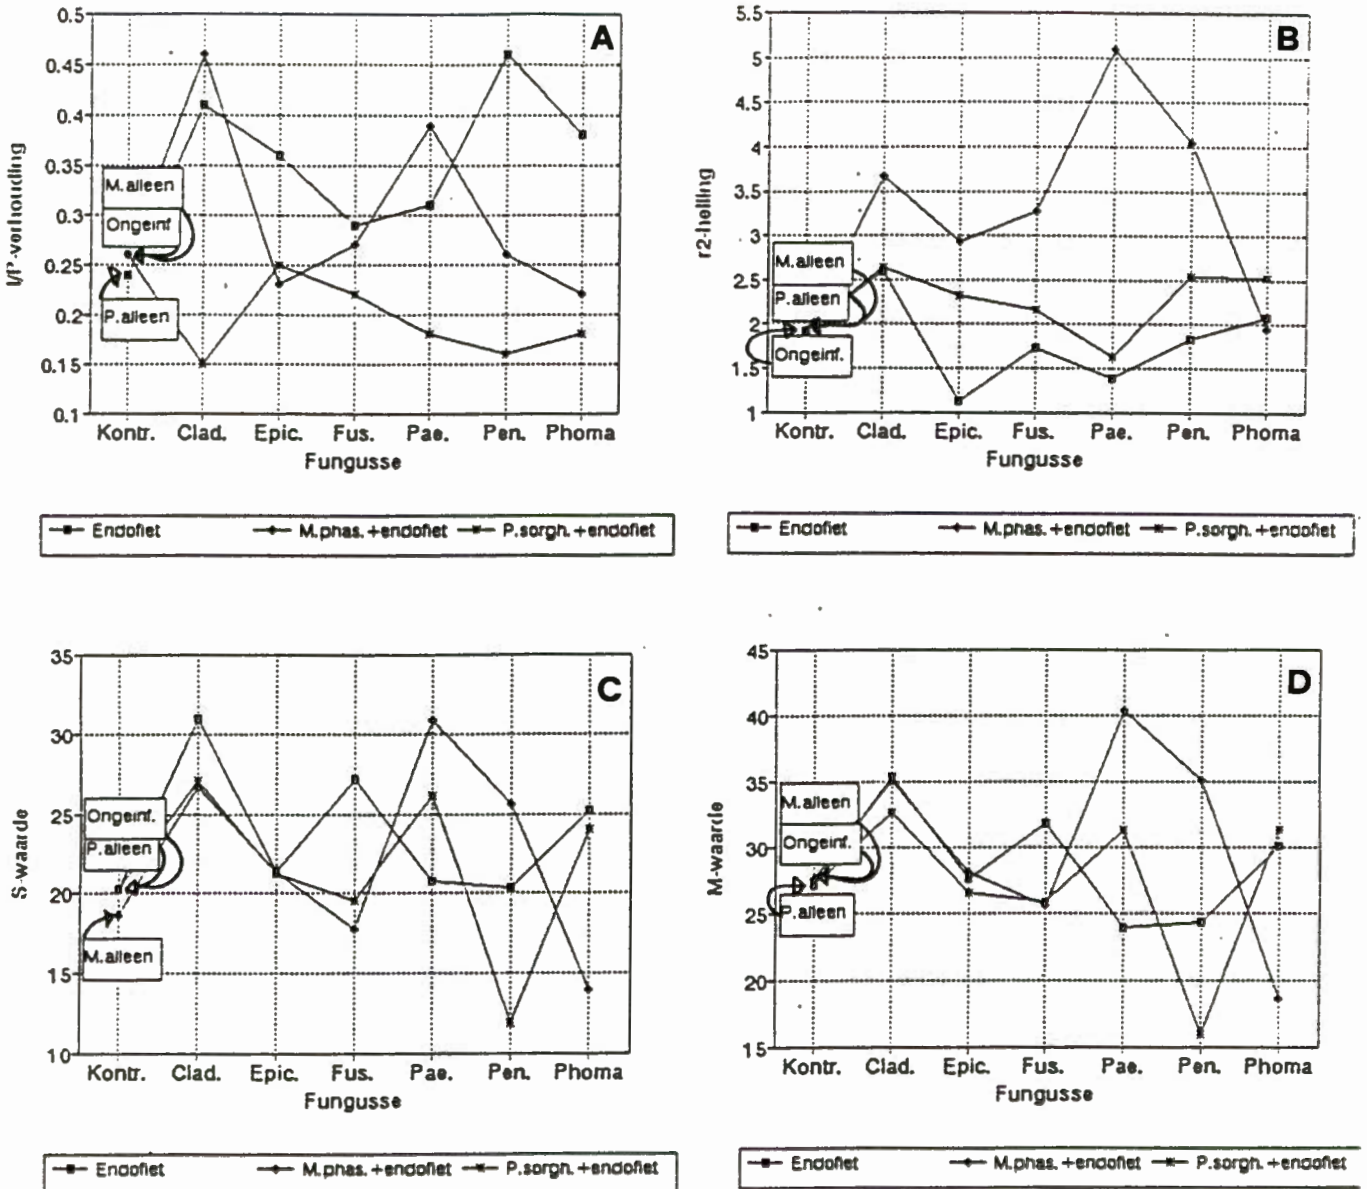 A
I/P-verhouding
0.5
0.45
0.4
0.35
0.3
0.25
0.2
0.15
0.1
M.alleen
Ongeinf.
P.alleen
Kontr. Clad. Epic. Fus. Pae. Pen. Phoma
Fungusse
Endofiet M.phas.+endofiet P.sorgh.+endofiet
B
r2-helling
5.5
5
4.5
4
3.5
3
2.5
2
1.5
1
M.alleen
P.alleen
Ongeinf.
Kontr. Clad. Epic. Fus. Pae. Pen. Phoma
Fungusse
Endofiet M.phas.+endofiet P.sorgh.+endofiet
C
S-waarde
35
30
25
20
15
10
Ongeinf.
P.alleen
M.alleen
Kontr. Clad. Epic. Fus. Pae. Pen. Phoma
Fungusse
Endofiet M.phas.+endofiet P.sorgh.+endofiet
D
M-waarde
45
40
35
30
25
20
15
M.alleen
Ongeinf.
P.alleen
Kontr. Clad. Epic. Fus. Pae. Pen. Phoma
Fungusse
Endofiet M.phas.+endofiet P.sorgh.+endofiet